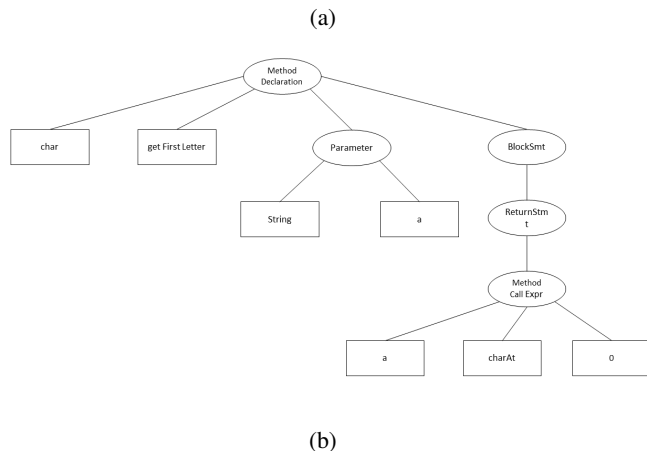 (a)
Method
Declaration
char
get First Letter
Parameter
BlockSmt
String
a
ReturnStm
t
Method
Call Expr
a
charAt
0
(b)